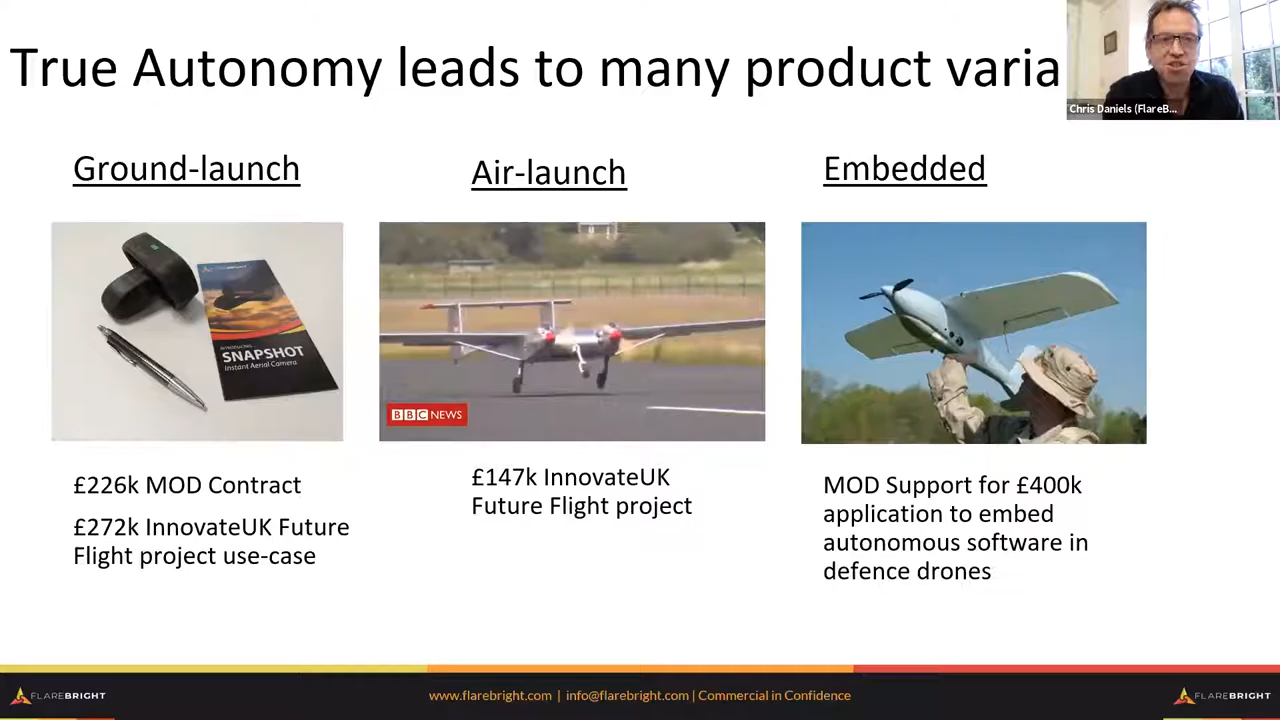 True Autonomy leads to many product varia
Chris Daniels (FlareB...
Ground-launch
Air-launch
Embedded
FLAREBRIGHT
INTRODUCING
SNAPSHOT
Instant Aerial Camera
BBC NEWS
£226k MOD Contract
£272k InnovateUK Future
Flight project use-case
£147k InnovateUK
Future Flight project
MOD Support for £400k
application to embed
autonomous software in
defence drones
FLAREBRIGHT
www.flarebright.com | info@flarebright.com | Commercial in Confidence
FLAREBRIGHT